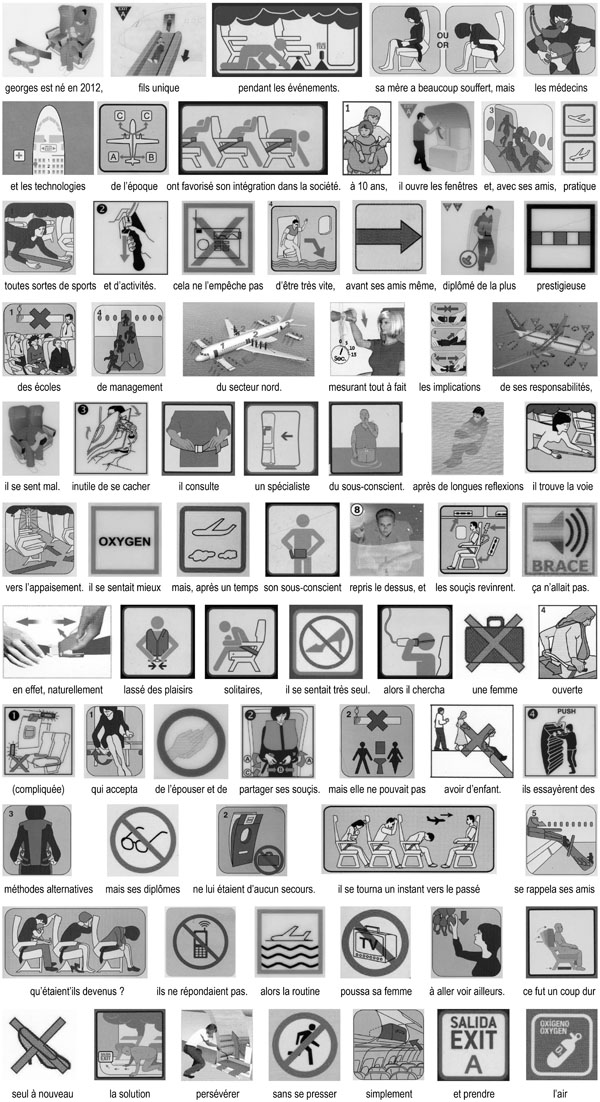 EXIT
A
OU
OR
georges est né en 2012,
fils unique
pendant les événements.
sa mère a beaucoup souffert, mais
les médecins
C C
A B
1
3
et les technologies
de l'époque
ont favorisé son intégration dans la société.
à 10 ans,
il ouvre les fenêtres
et, avec ses amis,
pratique
2
4
toutes sortes de sports
et d'activités.
cela ne l'empêche pas
d'être très vite,
avant ses amis même,
diplômé de la plus
prestigieuse
1
4
1 2
0 5 10 15
Sec.
des écoles
de management
du secteur nord.
mesurant tout à fait
les implications
de ses responsabilités,
3
il se sent mal.
inutile de se cacher
il consulte
un spécialiste
du sous-conscient.
après de longues reflexions
il trouve la voie
OXYGEN
8
BRACE
vers l'appaisement.
il se sentait mieux
mais, après un temps
son sous-conscient
repris le dessus, et
les souçis revinrent.
ça n'allait pas.
4
en effet, naturellement
lassé des plaisirs
solitaires,
il se sentait très seul.
alors il chercha
une femme
ouverte
1
1
2
A B C
2
4
PUSH
(compliquée)
qui accepta
de l'épouser et de
partager ses souçis.
mais elle ne pouvait pas
avoir d'enfant.
ils essayèrent des
3
2
5
méthodes alternatives
mais ses diplômes
ne lui étaient d'aucun secours.
il se tourna un instant vers le passé
se rappela ses amis
TV
qu'étaient'ils devenus ?
ils ne répondaient pas.
alors la routine
poussa sa femme
à aller voir ailleurs.
ce fut un coup dur
SALIDA
EXIT
A
OXÍGENO
OXYGEN
seul à nouveau
la solution
persévérer
sans se presser
simplement
et prendre
l'air